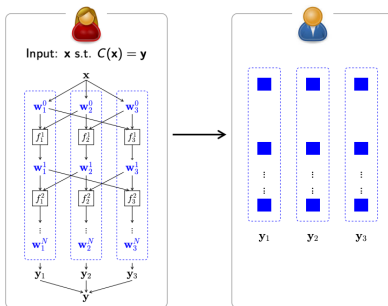 Input: x s.t. C(x) = y
x
w_1^0 w_2^0 w_3^0
f_1^1 f_2^1 f_3^1
w_1^1 w_2^1 w_3^1
f_1^2 f_2^2 f_3^2
⋮ ⋮ ⋮
w_1^N w_2^N w_3^N
y_1 y_2 y_3
y
⋮ ⋮ ⋮
y_1 y_2 y_3